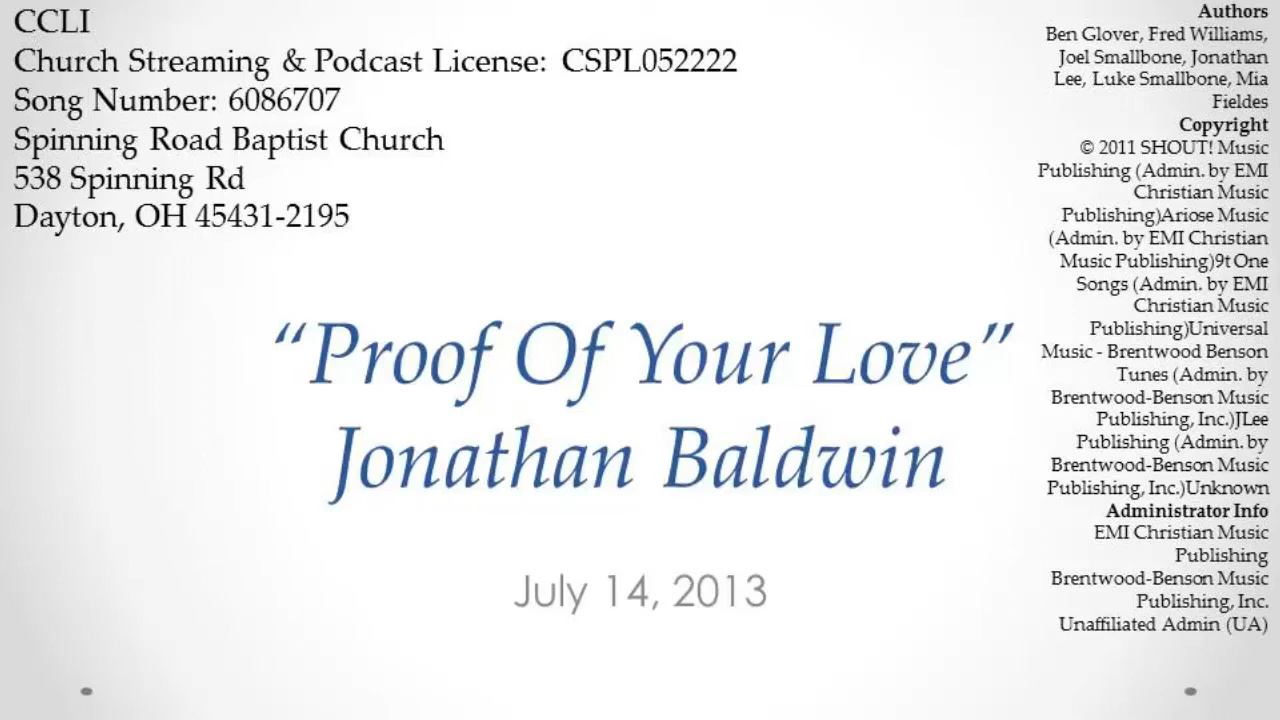 CCLI
Church Streaming & Podcast License: CSPL052222
Song Number: 6086707
Spinning Road Baptist Church
538 Spinning Rd
Dayton, OH 45431-2195
“Proof Of Your Love”
Jonathan Baldwin
July 14, 2013
Authors
Ben Glover, Fred Williams,
Joel Smallbone, Jonathan
Lee, Luke Smallbone, Mia
Fieldes
Copyright
© 2011 SHOUT! Music
Publishing (Admin. by EMI
Christian Music
Publishing)Ariose Music
(Admin. by EMI Christian
Music Publishing)9t One
Songs (Admin. by EMI
Christian Music
Publishing)Universal
Music - Brentwood Benson
Tunes (Admin. by
Brentwood-Benson Music
Publishing, Inc.)JLee
Publishing (Admin. by
Brentwood-Benson Music
Publishing, Inc.)Unknown
Administrator Info
EMI Christian Music
Publishing
Brentwood-Benson Music
Publishing, Inc.
Unaffiliated Admin (UA)